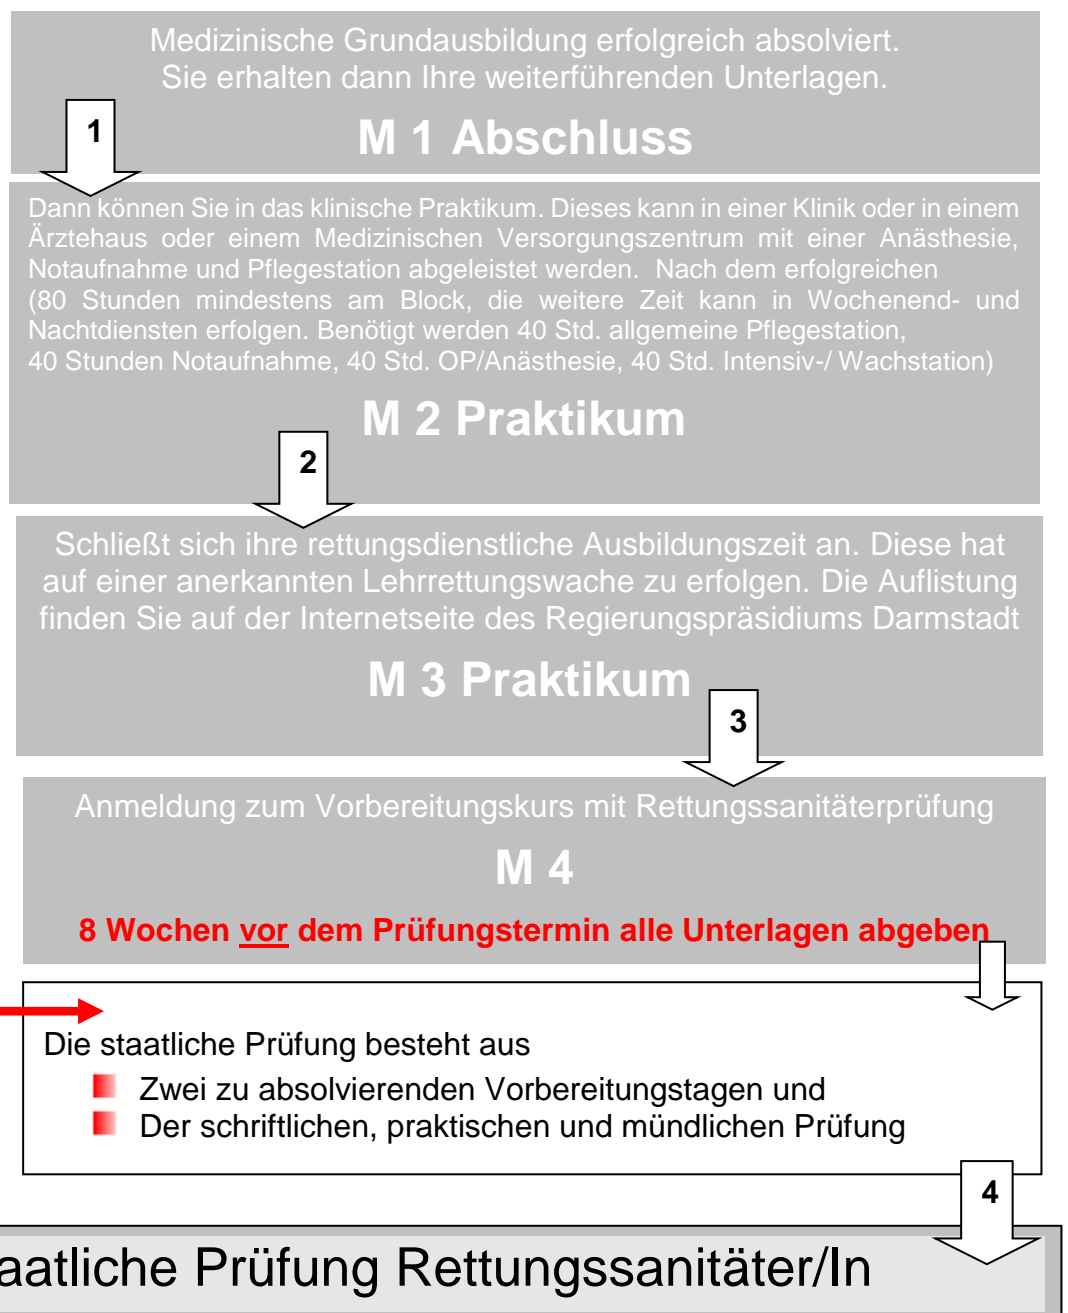 Medizinische Grundausbildung erfolgreich absolviert.
Sie erhalten dann Ihre weiterführenden Unterlagen.
1
M 1 Abschluss
Dann können Sie in das klinische Praktikum. Dieses kann in einer Klinik oder in einem
Ärztehaus oder einem Medizinischen Versorgungszentrum mit einer Anästhesie,
Notaufnahme und Pflegestation abgeleistet werden. Nach dem erfolgreichen
(80 Stunden mindestens am Block, die weitere Zeit kann in Wochenend- und
Nachtdiensten erfolgen. Benötigt werden 40 Std. allgemeine Pflegestation,
40 Stunden Notaufnahme, 40 Std. OP/Anästhesie, 40 Std. Intensiv-/ Wachstation)
M 2 Praktikum
2
Schließt sich ihre rettungsdienstliche Ausbildungszeit an. Diese hat
auf einer anerkannten Lehrrettungswache zu erfolgen. Die Auflistung
finden Sie auf der Internetseite des Regierungspräsidiums Darmstadt
M 3 Praktikum
3
Anmeldung zum Vorbereitungskurs mit Rettungssanitäterprüfung
M 4
8 Wochen vor dem Prüfungstermin alle Unterlagen abgeben
Die staatliche Prüfung besteht aus
Zwei zu absolvierenden Vorbereitungstagen und
Der schriftlichen, praktischen und mündlichen Prüfung
4
aatliche Prüfung Rettungssanitäter/In